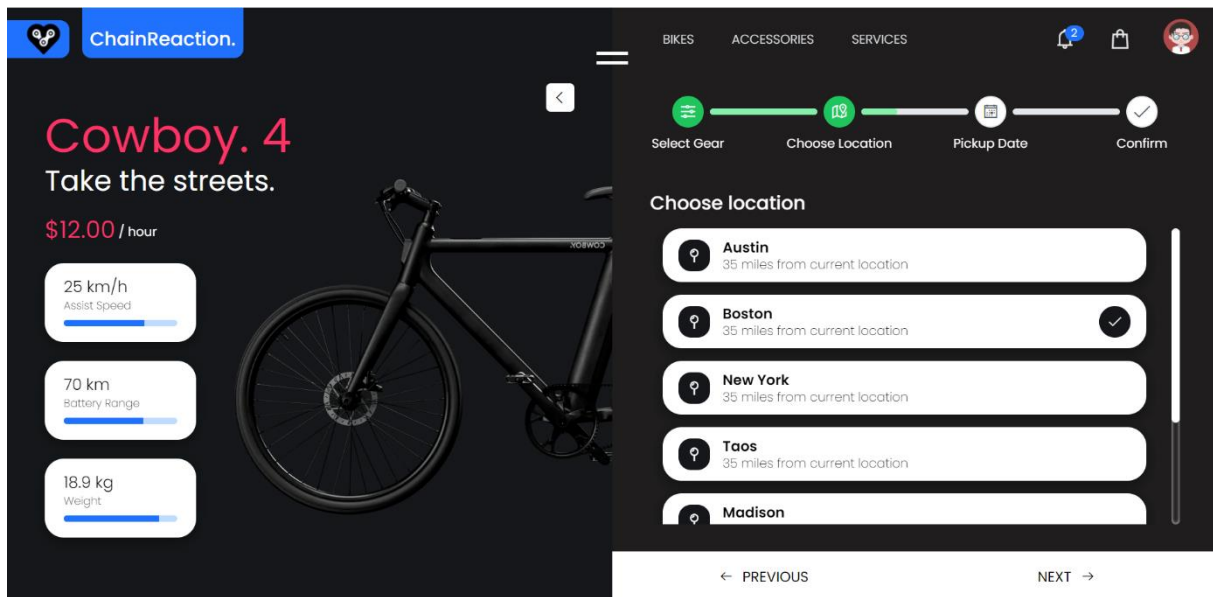 ChainReaction.
Cowboy. 4
Take the streets.
$12.00 / hour
25 km/h
Assist Speed
70 km
Battery Range
18.9 kg
Weight
COWBOY.
BIKES ACCESSORIES SERVICES
2
Select Gear Choose Location Pickup Date Confirm
Choose location
Austin
35 miles from current location
Boston
35 miles from current location
New York
35 miles from current location
Taos
35 miles from current location
Madison
← PREVIOUS NEXT →